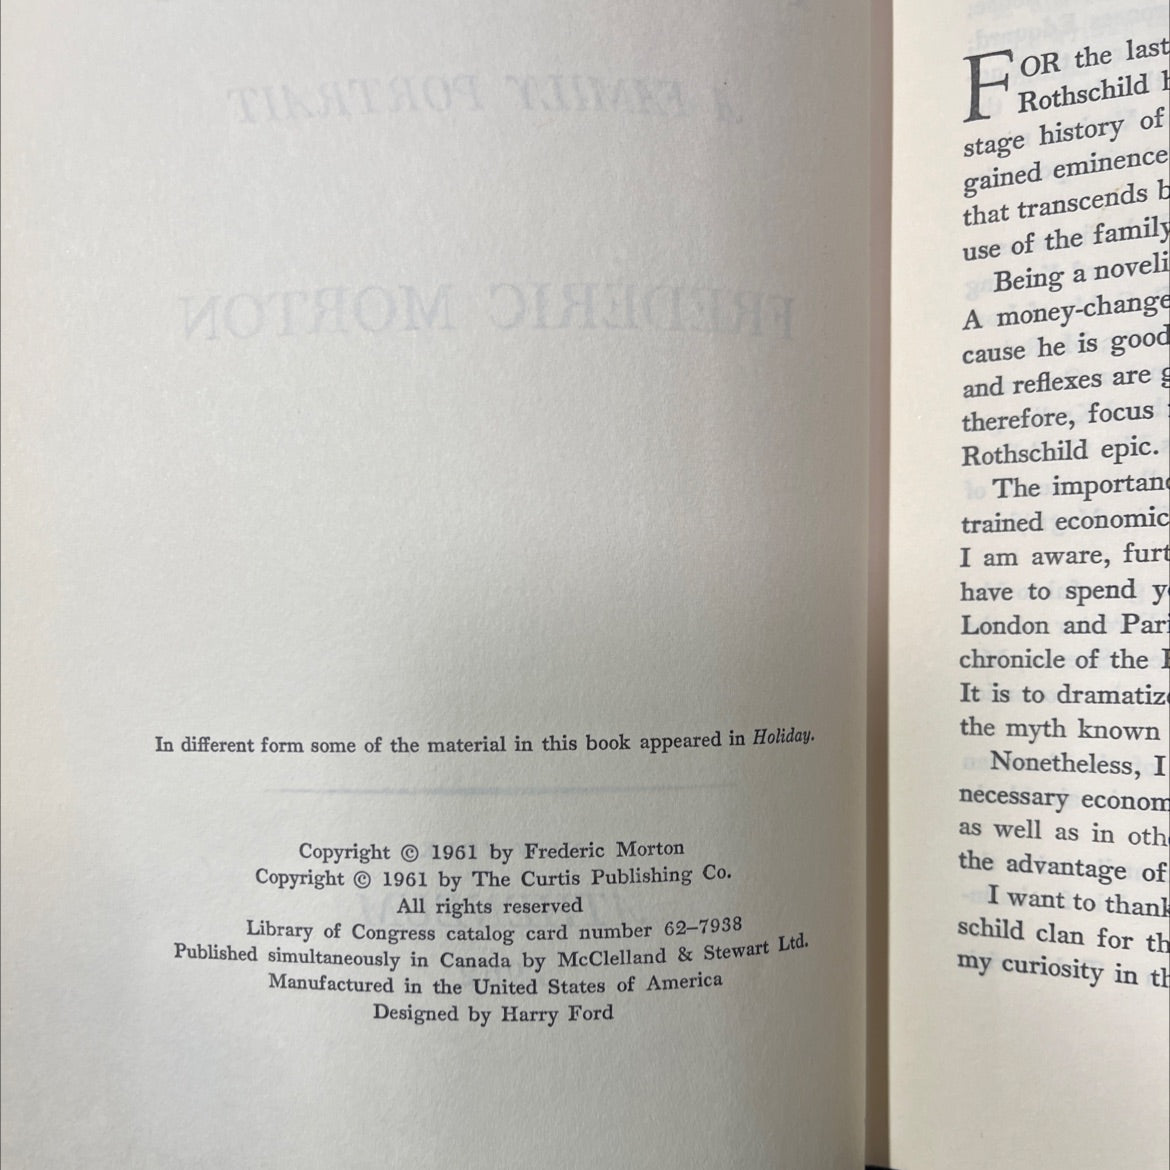 A FAMILY PORTRAIT
FREDERIC MORTON
In different form some of the material in this book appeared in Holiday.
Copyright © 1961 by Frederic Morton
Copyright © 1961 by The Curtis Publishing Co.
All rights reserved
Library of Congress catalog card number 62–7938
Published simultaneously in Canada by McClelland & Stewart Ltd.
Manufactured in the United States of America
Designed by Harry Ford
FOR the last
Rothschild
stage history of
gained eminence
that transcends
use of the family
Being a noveli
A money-change
cause he is good
and reflexes are
therefore, focus
Rothschild epic.
The importanc
trained economic
I am aware, furt
have to spend
London and Pari
chronicle of the
It is to dramatize
the myth known
Nonetheless, I
necessary econom
as well as in oth
the advantage of
I want to thank
schild clan for th
my curiosity in th